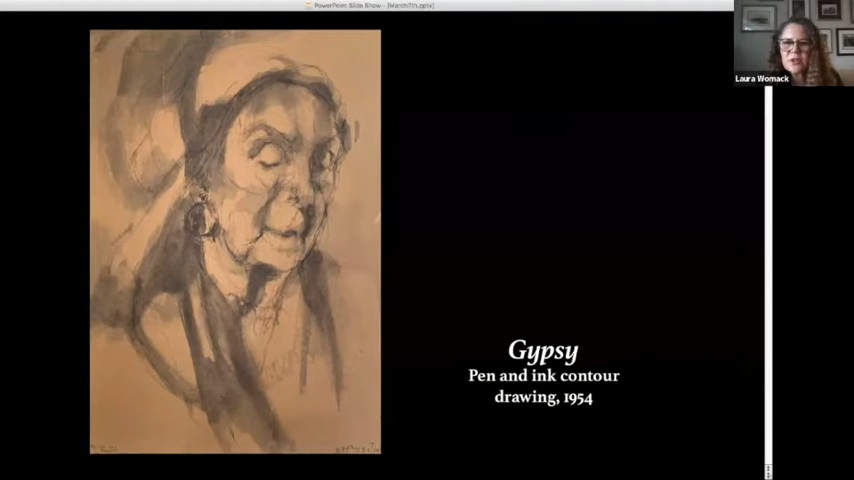 PowerPoint Slide Show - [March7th.pptx]
Laura Womack
Gypsy
Pen and ink contour
drawing, 1954